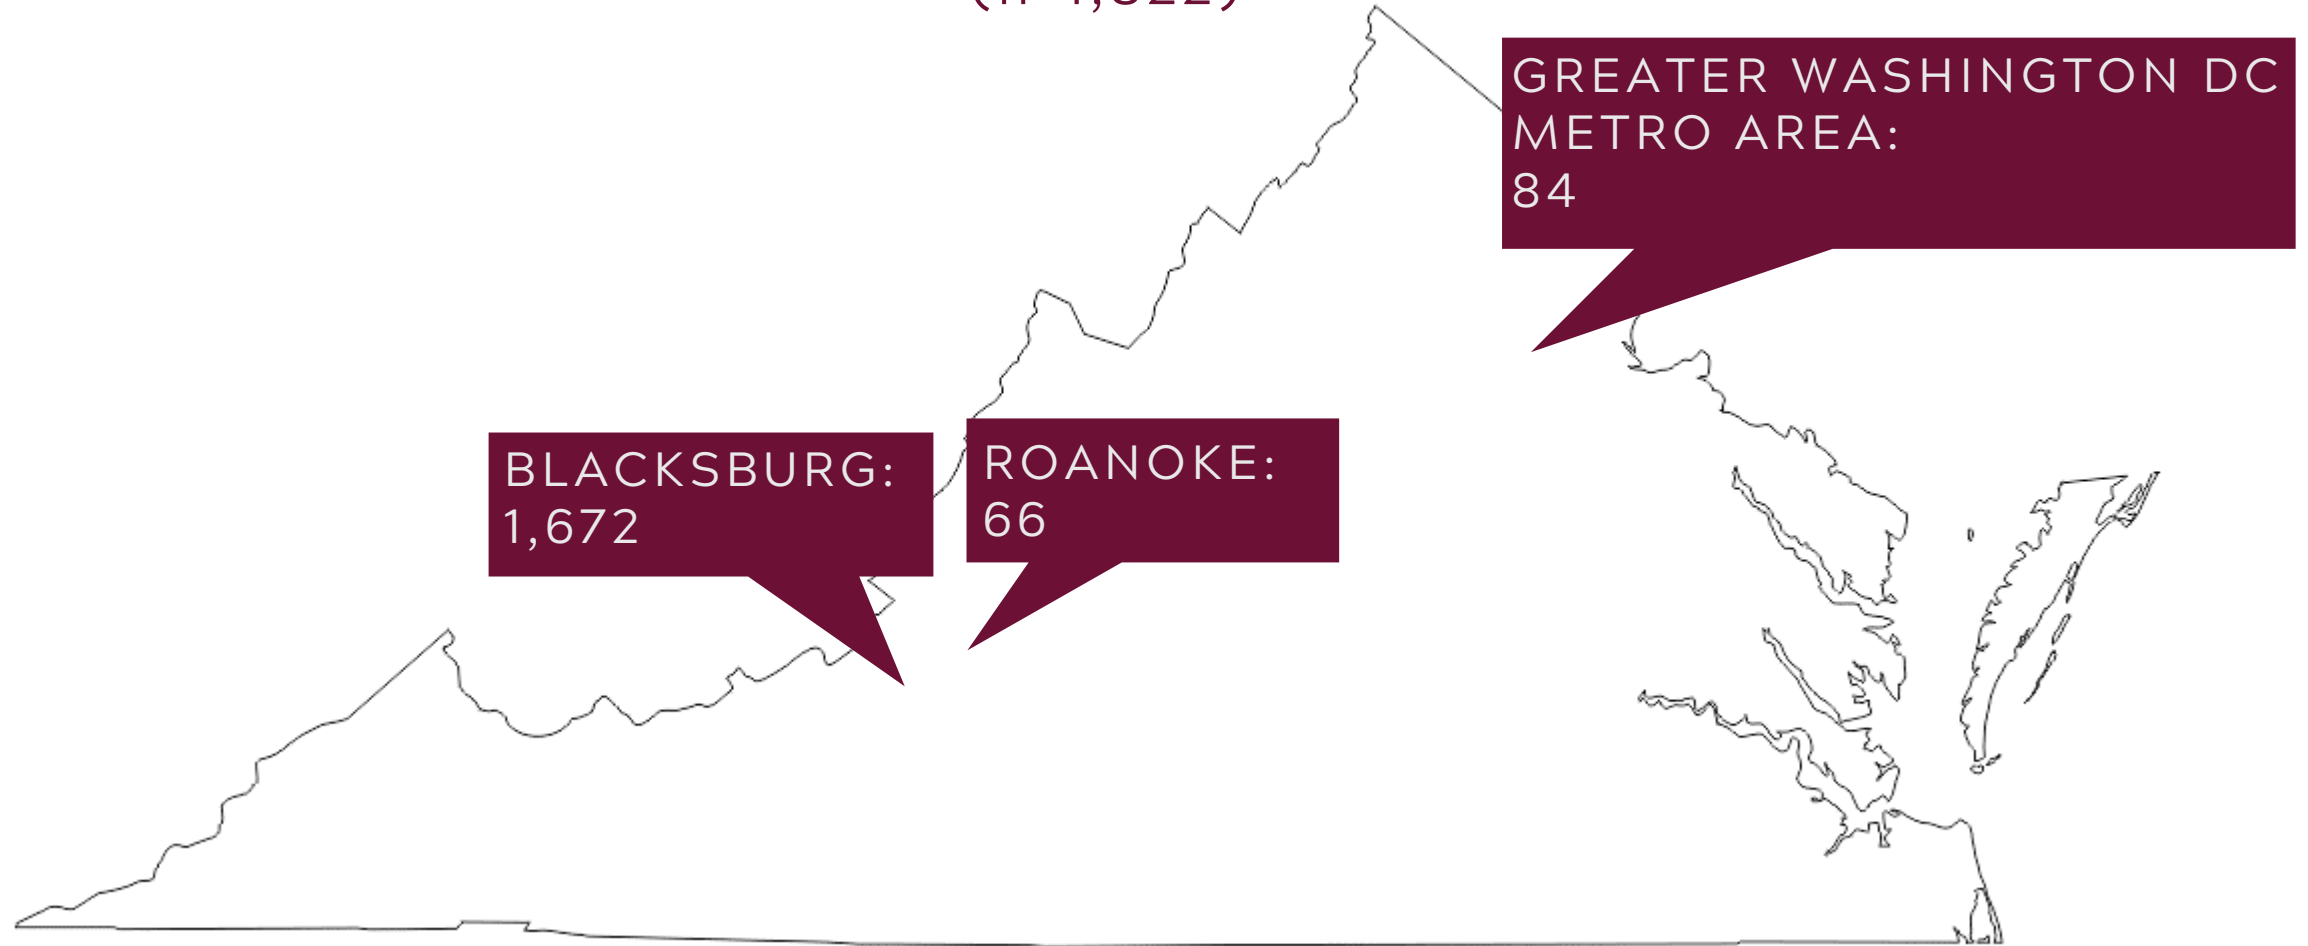 GREATER WASHINGTON DC
METRO AREA:
84
BLACKSBURG:
1,672
ROANOKE:
66